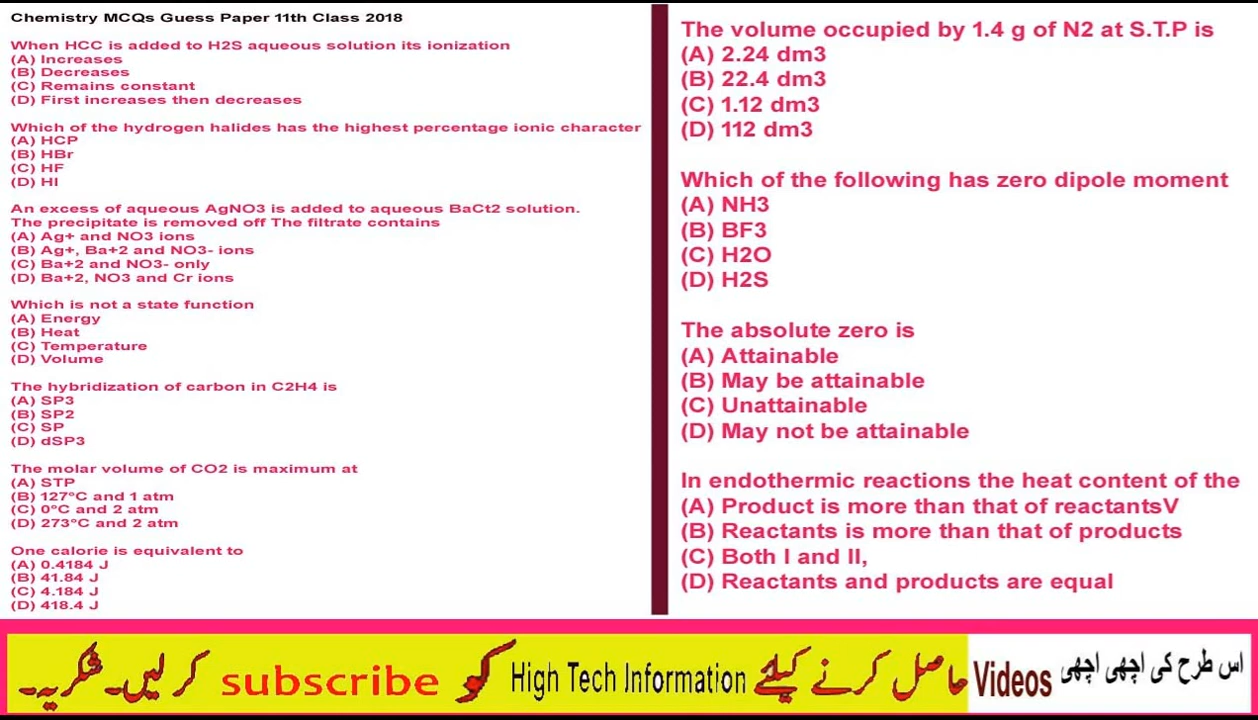 Chemistry MCQs Guess Paper 11th Class 2018
When HCC is added to H2S aqueous solution its ionization
(A) Increases
(B) Decreases
(C) Remains constant
(D) First increases then decreases
Which of the hydrogen halides has the highest percentage ionic character
(A) HCP
(B) HBr
(C) HF
(D) HI
An excess of aqueous AgNO3 is added to aqueous BaCt2 solution.
The precipitate is removed off The filtrate contains
(A) Ag+ and NO3 ions
(B) Ag+, Ba+2 and NO3- ions
(C) Ba+2 and NO3- only
(D) Ba+2, NO3 and Cr ions
Which is not a state function
(A) Energy
(B) Heat
(C) Temperature
(D) Volume
The hybridization of carbon in C2H4 is
(A) SP3
(B) SP2
(C) SP
(D) dSP3
The molar volume of CO2 is maximum at
(A) STP
(B) 127°C and 1 atm
(C) 0°C and 2 atm
(D) 273°C and 2 atm
One calorie is equivalent to
(A) 0.4184 J
(B) 41.84 J
(C) 4.184 J
(D) 418.4 J
The volume occupied by 1.4 g of N2 at S.T.P is
(A) 2.24 dm3
(B) 22.4 dm3
(C) 1.12 dm3
(D) 112 dm3
Which of the following has zero dipole moment
(A) NH3
(B) BF3
(C) H2O
(D) H2S
The absolute zero is
(A) Attainable
(B) May be attainable
(C) Unattainable
(D) May not be attainable
In endothermic reactions the heat content of the
(A) Product is more than that of reactantsV
(B) Reactants is more than that of products
(C) Both I and II,
(D) Reactants and products are equal
اس طرح کی اچھی اچھی Videos حاصل کرنے کیلئے High Tech Information کو subscribe کر لیں۔ شکریہ۔